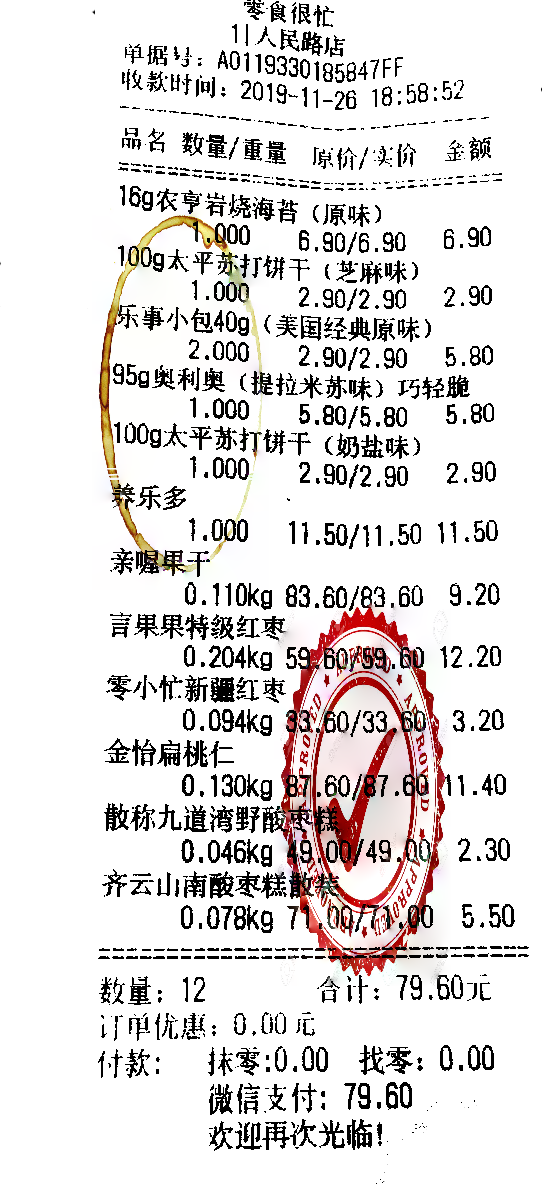 零食很忙
11人民路店
单据号：A0119330185847FF
收款时间：2019-11-26 18:58:52
品名 数量/重量 原价/实价 金额
16g农亨岩烧海苔（原味）
1.000 6.90/6.90 6.90
100g太平苏打饼干（芝麻味）
1.000 2.90/2.90 2.90
乐事小包40g（美国经典原味）
2.000 2.90/2.90 5.80
95g奥利奥（提拉米苏味）巧轻脆
1.000 5.80/5.80 5.80
100g太平苏打饼干（奶盐味）
1.000 2.90/2.90 2.90
养乐多
1.000 11.50/11.50 11.50
亲喔果干
0.110kg 83.60/83.60 9.20
言果果特级红枣
0.204kg 59.60/59.60 12.20
零小忙新疆红枣
0.094kg 33.60/33.60 3.20
金怡扁桃仁
0.130kg 87.60/87.60 11.40
散称九道湾野酸枣糕
0.046kg 49.00/49.00 2.30
齐云山南酸枣糕散装
0.078kg 71.00/71.00 5.50
APPROVED APPROVED APPROVED APPROVED
数量：12 合计：79.60元
订单优惠：0.00元
付款： 抹零:0.00 找零：0.00
微信支付: 79.60
欢迎再次光临!